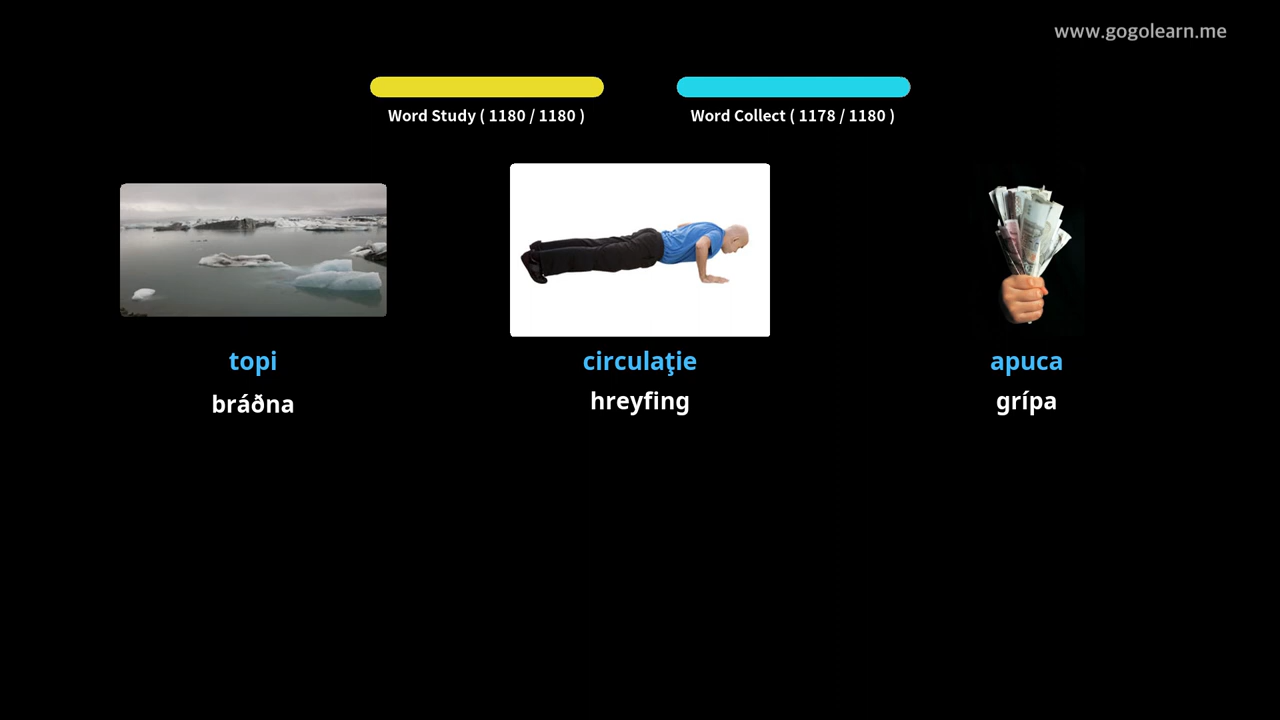 www.gogolearn.me
Word Study ( 1180 / 1180 )
Word Collect ( 1178 / 1180 )
topi
circulaţie
apuca
bráðna
hreyfing
grípa